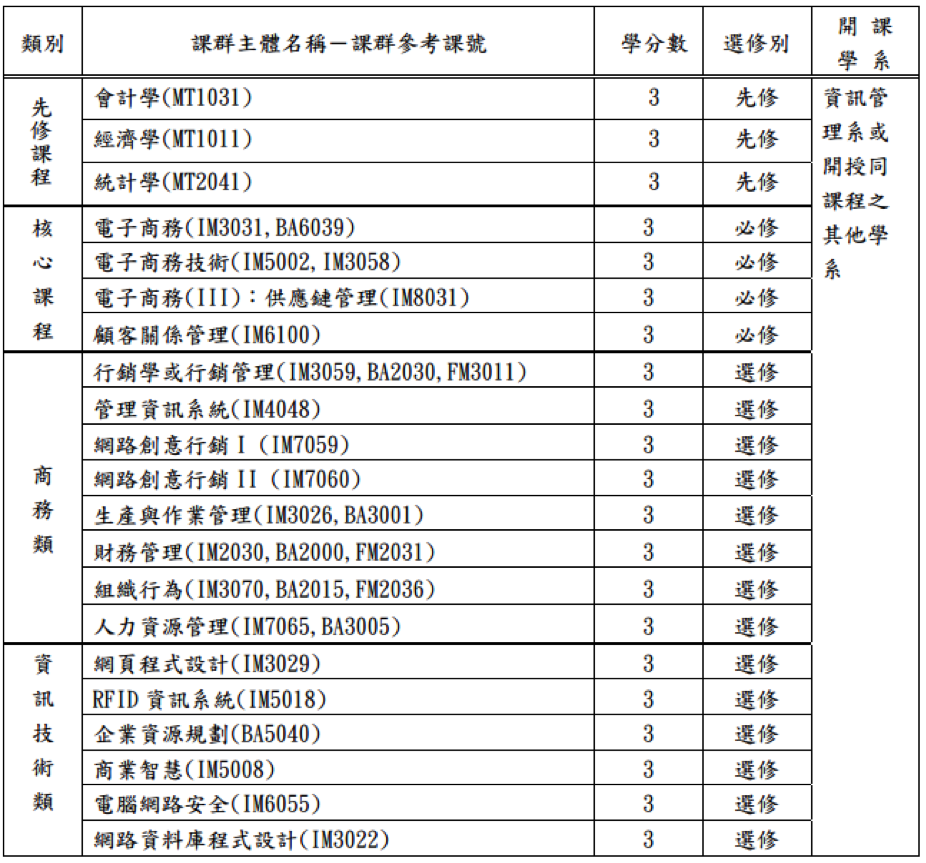 類別 課群主體名稱－課群參考課號 學分數 選修別 開課學系
先修課程
會計學(MT1031) 3 先修
經濟學(MT1011) 3 先修
統計學(MT2041) 3 先修
資訊管
理系或
開授同
課程之
其他學
系
核心課程
電子商務(IM3031,BA6039) 3 必修
電子商務技術(IM5002,IM3058) 3 必修
電子商務(III)：供應鏈管理(IM8031) 3 必修
顧客關係管理(IM6100) 3 必修
商務類
行銷學或行銷管理(IM3059,BA2030,FM3011) 3 選修
管理資訊系統(IM4048) 3 選修
網路創意行銷 I (IM7059) 3 選修
網路創意行銷 II (IM7060) 3 選修
生產與作業管理(IM3026,BA3001) 3 選修
財務管理(IM2030,BA2000,FM2031) 3 選修
組織行為(IM3070,BA2015,FM2036) 3 選修
人力資源管理(IM7065,BA3005) 3 選修
資訊技術類
網頁程式設計(IM3029) 3 選修
RFID 資訊系統(IM5018) 3 選修
企業資源規劃(BA5040) 3 選修
商業智慧(IM5008) 3 選修
電腦網路安全(IM6055) 3 選修
網路資料庫程式設計(IM3022) 3 選修